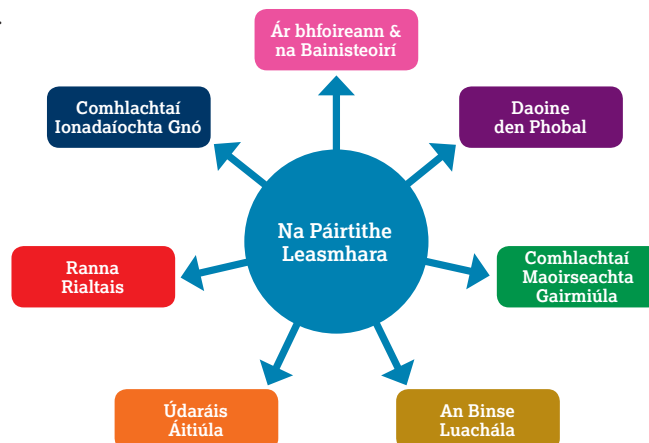 Ár bhfoireann &
na Bainisteoirí
Comhlachtaí
Ionadaíochta Gnó
Daoine
den Phobal
Na Páirtithe
Leasmhara
Ranna
Rialtais
Comhlachtaí
Maoirseachta
Gairmiúla
Údaráis
Áitiúla
An Binse
Luachála